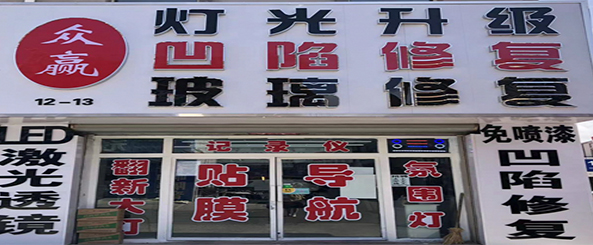 众赢
12-13
灯光升级
凹陷修复
玻璃修复
LED
激光透镜
翻新大灯
记录仪
贴膜
导航
氛围灯
免喷漆
凹陷修复